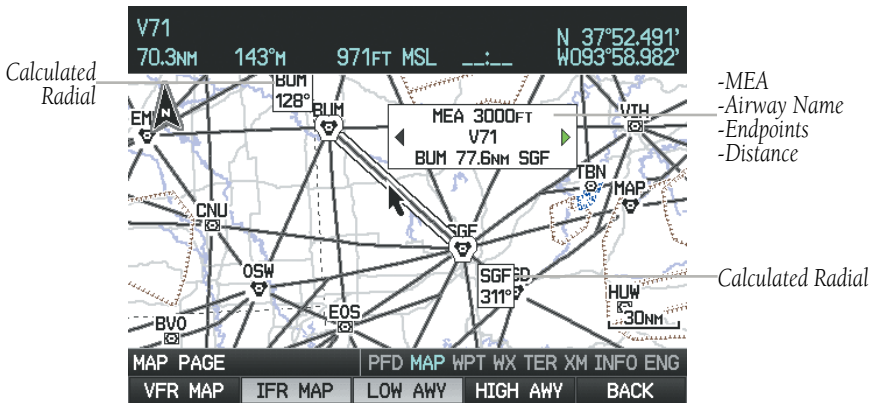 V71
70.3NM 143°M 971FT MSL __:__ N 37°52.491'
W093°58.982'
Calculated
Radial
BUM
128°
BUM
EM
VIH
MEA 3000FT
V71
BUM 77.6NM SGF
-MEA
-Airway Name
-Endpoints
-Distance
N
TBN
MAP
CNU
SGF
OSW
SGF
311°
Calculated Radial
HUW
EOS
BVO
30NM
MAP PAGE PFD MAP WPT WX TER XM INFO ENG
VFR MAP IFR MAP LOW AWY HIGH AWY BACK